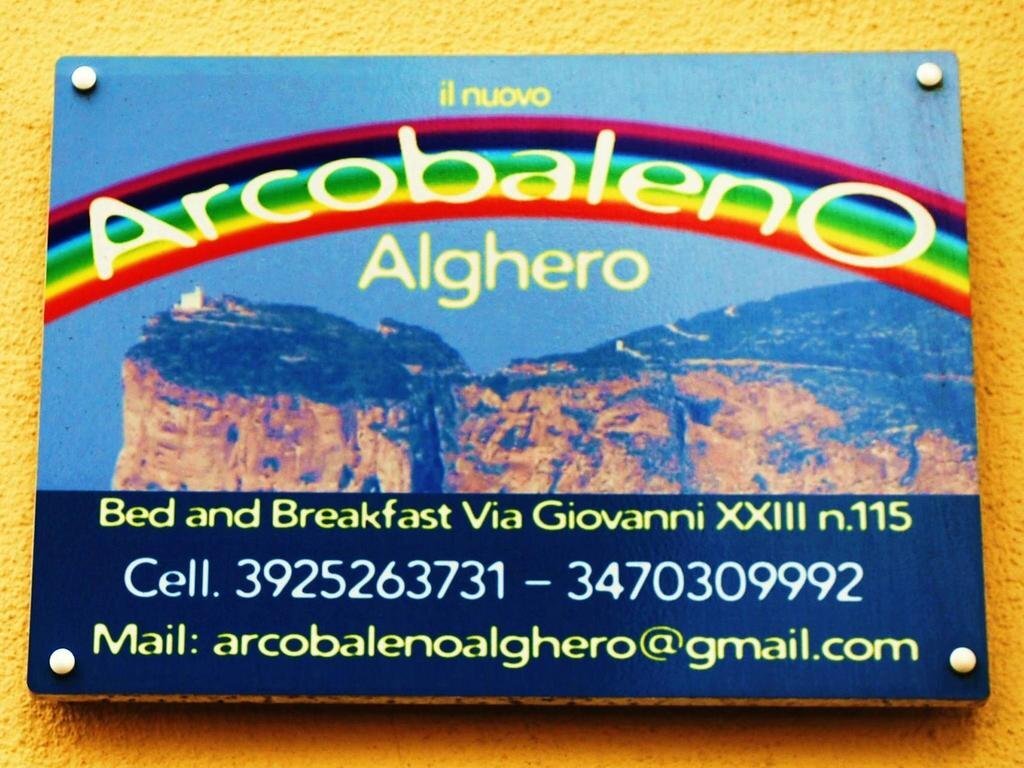 il nuovo
ArcobalenO
Alghero
Bed and Breakfast Via Giovanni XXIII n.115
Cell. 3925263731 - 3470309992
Mail: arcobalenoalghero@gmail.com